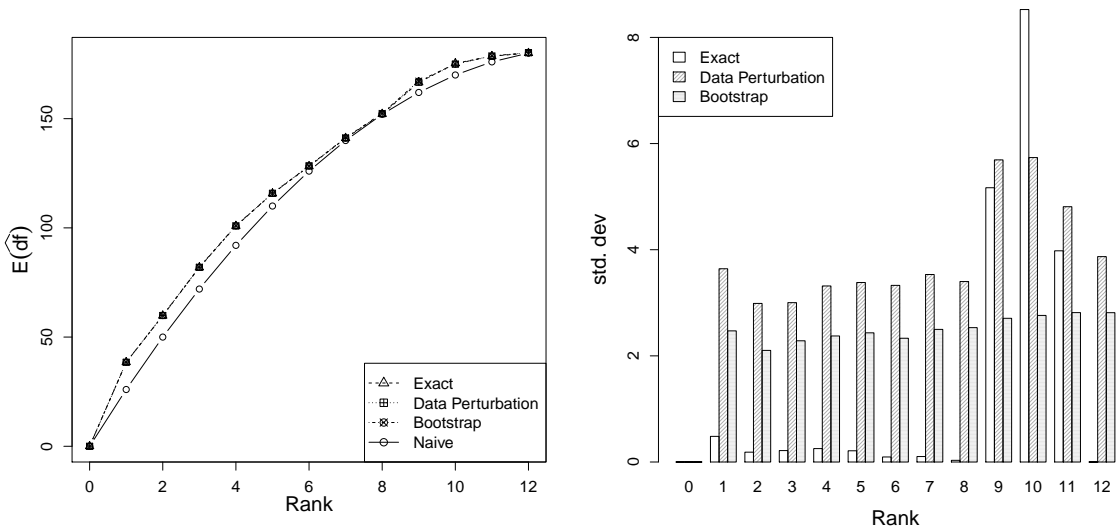 E(d̂f)
0
50
100
150
0 2 4 6 8 10 12
Rank
Exact
Data Perturbation
Bootstrap
Naive
std. dev
0
2
4
6
8
Exact
Data Perturbation
Bootstrap
0 1 2 3 4 5 6 7 8 9 10 11 12
Rank